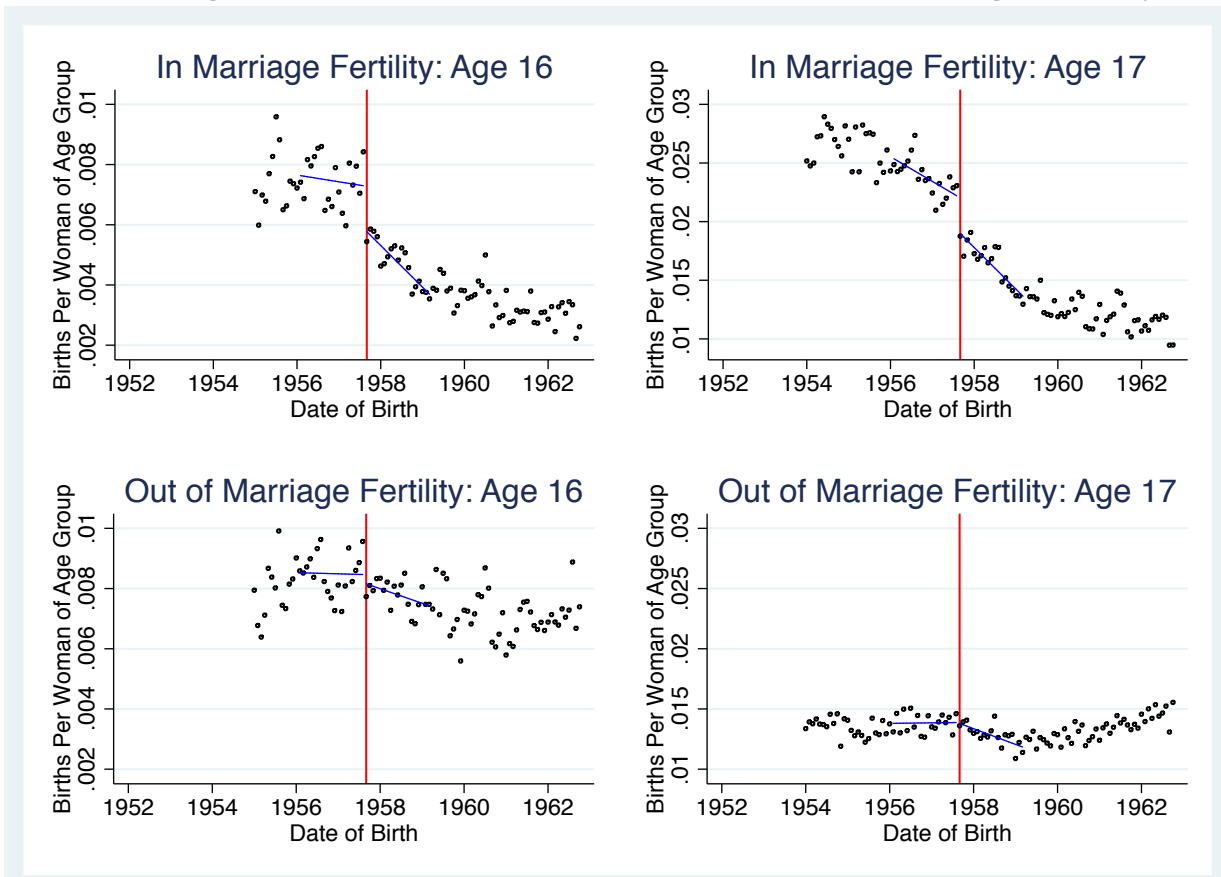 In Marriage Fertility: Age 16
Births Per Woman of Age Group
.01
.008
.006
.004
.002
1952 1954 1956 1958 1960 1962
Date of Birth
In Marriage Fertility: Age 17
Births Per Woman of Age Group
.03
.025
.02
.015
.01
1952 1954 1956 1958 1960 1962
Date of Birth
Out of Marriage Fertility: Age 16
Births Per Woman of Age Group
.01
.008
.006
.004
.002
1952 1954 1956 1958 1960 1962
Date of Birth
Out of Marriage Fertility: Age 17
Births Per Woman of Age Group
.03
.025
.02
.015
.01
1952 1954 1956 1958 1960 1962
Date of Birth